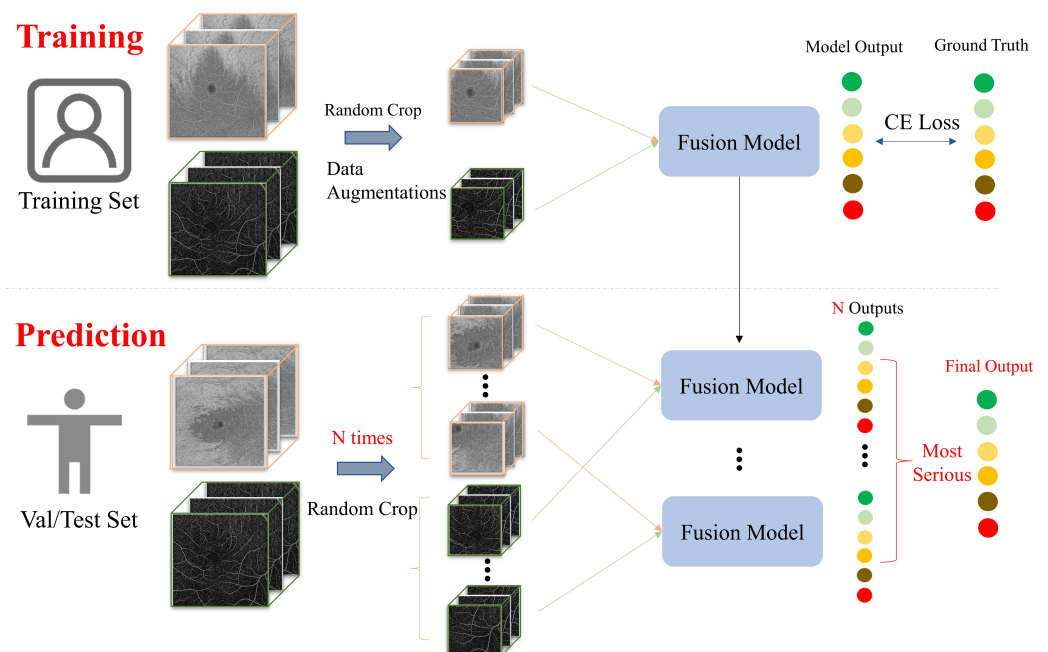 Training
Training Set
Random Crop
Data
Augmentations
Fusion Model
Model Output
Ground Truth
CE Loss
Prediction
Val/Test Set
N times
Random Crop
Fusion Model
Fusion Model
N Outputs
Most
Serious
Final Output